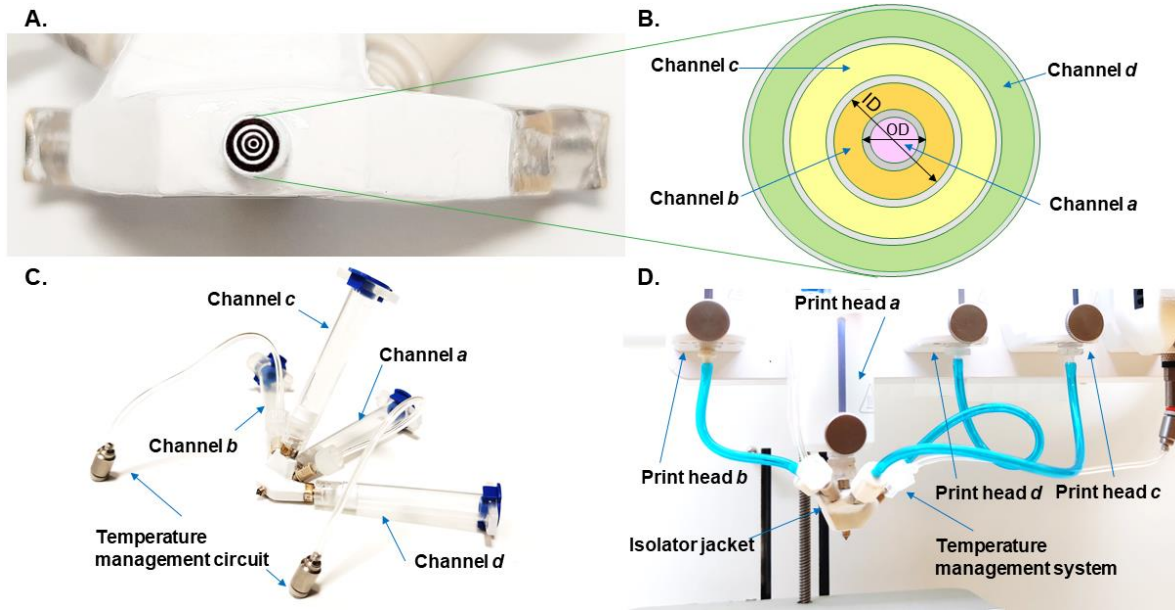 A.
B.
Channel c
Channel d
ID
OD
Channel b
Channel a
C.
Channel c
Channel a
Channel b
Temperature
management circuit
Channel d
D.
Print head a
Print head b
Print head d
Print head c
Isolator jacket
Temperature
management system